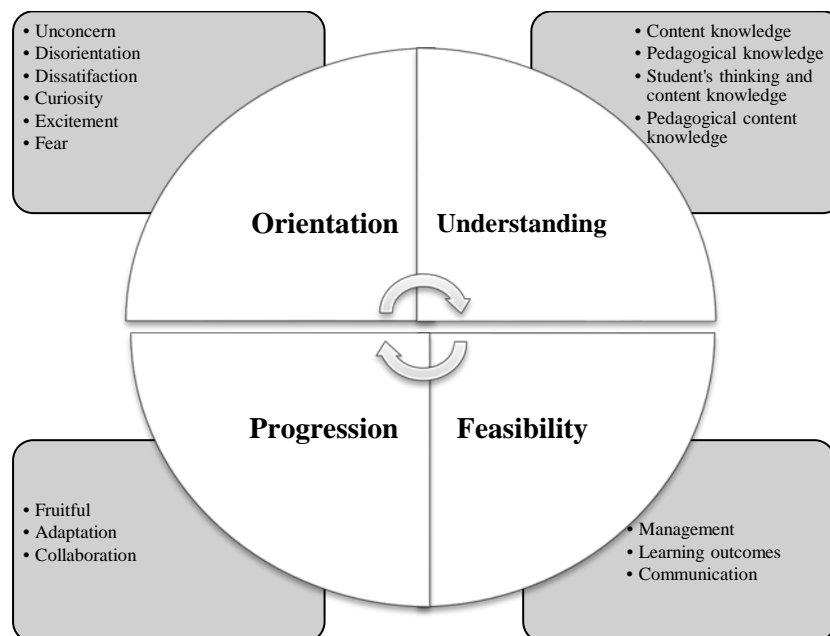 • Unconcern
• Disorientation
• Dissatifaction
• Curiosity
• Excitement
• Fear
• Content knowledge
• Pedagogical knowledge
• Student's thinking and
content knowledge
• Pedagogical content
knowledge
Orientation
Understanding
Progression
Feasibility
• Fruitful
• Adaptation
• Collaboration
• Management
• Learning outcomes
• Communication